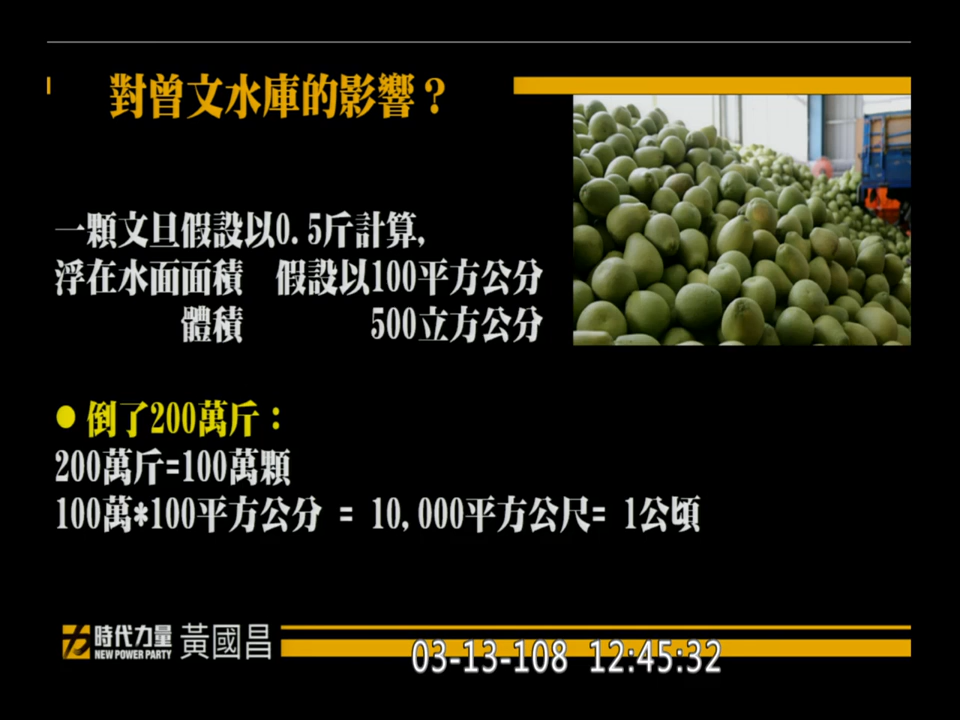 對曾文水庫的影響？
一顆文旦假設以0.5斤計算,
浮在水面面積 假設以100平方公分
體積 500立方公分
● 倒了200萬斤：
200萬斤=100萬顆
100萬*100平方公分 = 10,000平方公尺= 1公頃
時代力量 黃國昌
NEW POWER PARTY
03-13-108 12:45:32